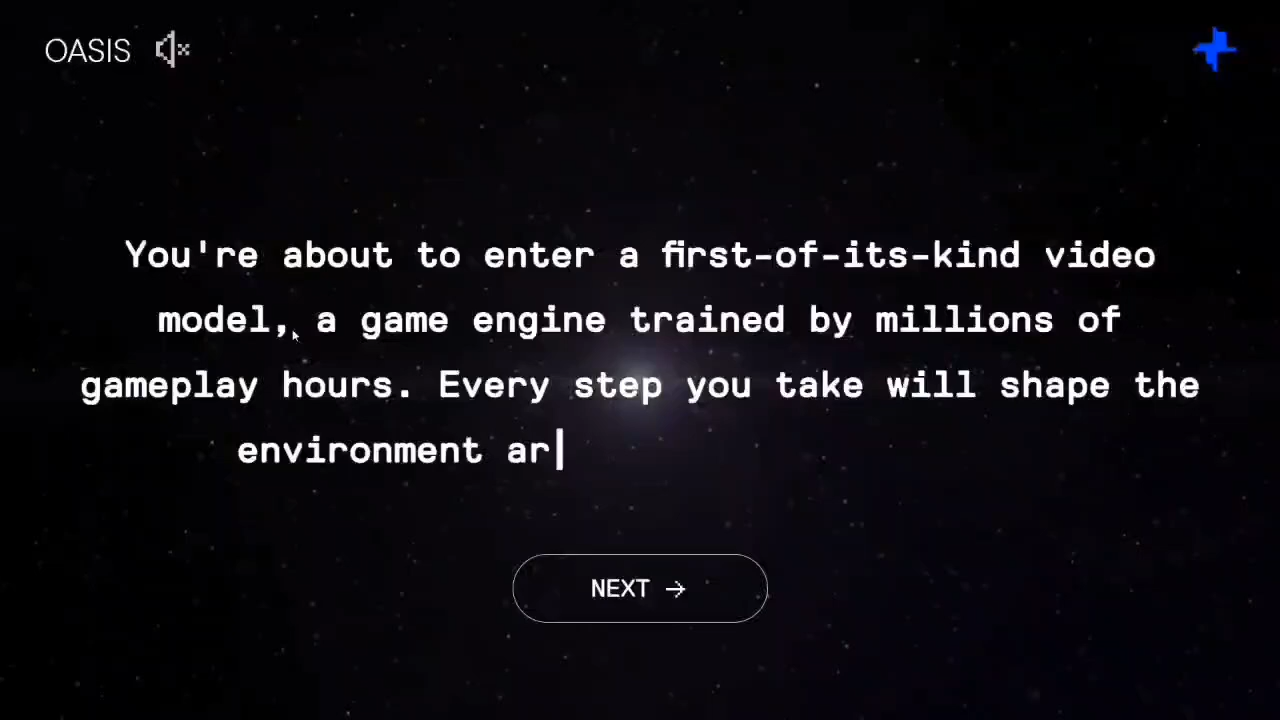 OASIS
You're about to enter a first-of-its-kind video
model, a game engine trained by millions of
gameplay hours. Every step you take will shape the
environment ar
NEXT →